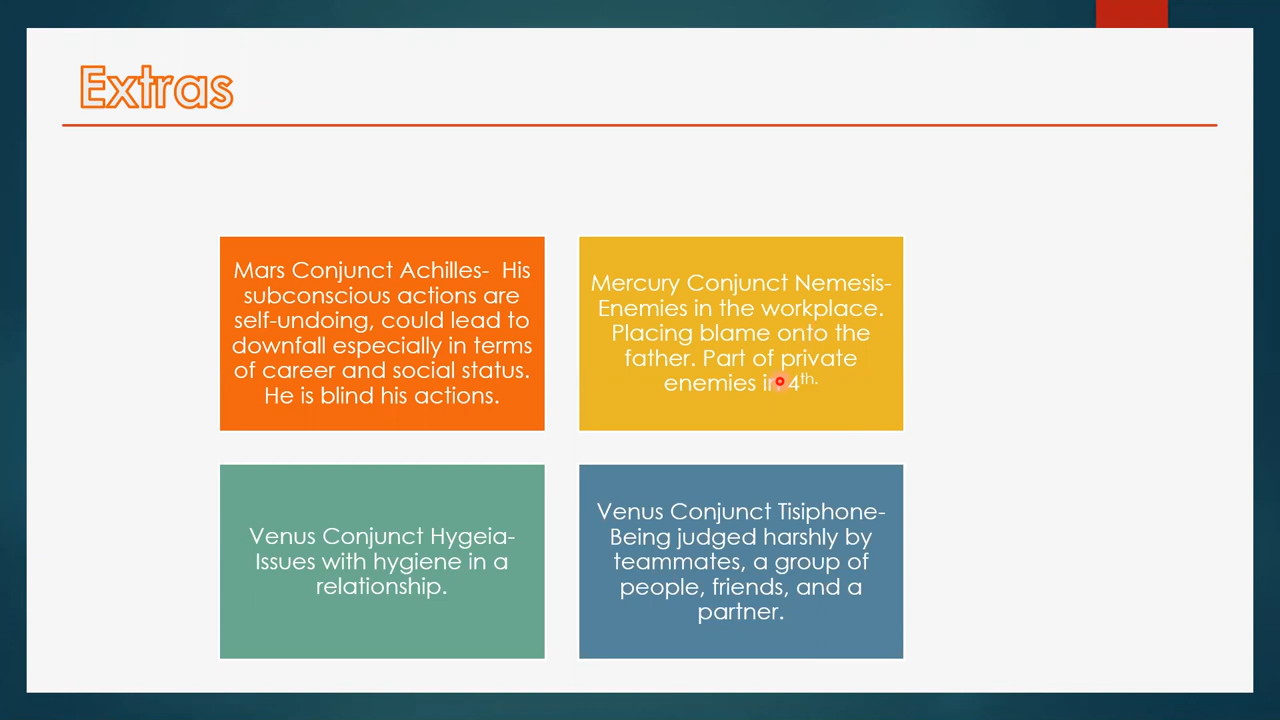 Extras
Mars Conjunct Achilles-  His
subconscious actions are
self-undoing, could lead to
downfall especially in terms
of career and social status.
He is blind his actions.
Mercury Conjunct Nemesis-
Enemies in the workplace.
Placing blame onto the
father. Part of private
enemies in 4th.
Venus Conjunct Hygeia-
Issues with hygiene in a
relationship.
Venus Conjunct Tisiphone-
Being judged harshly by
teammates, a group of
people, friends, and a
partner.